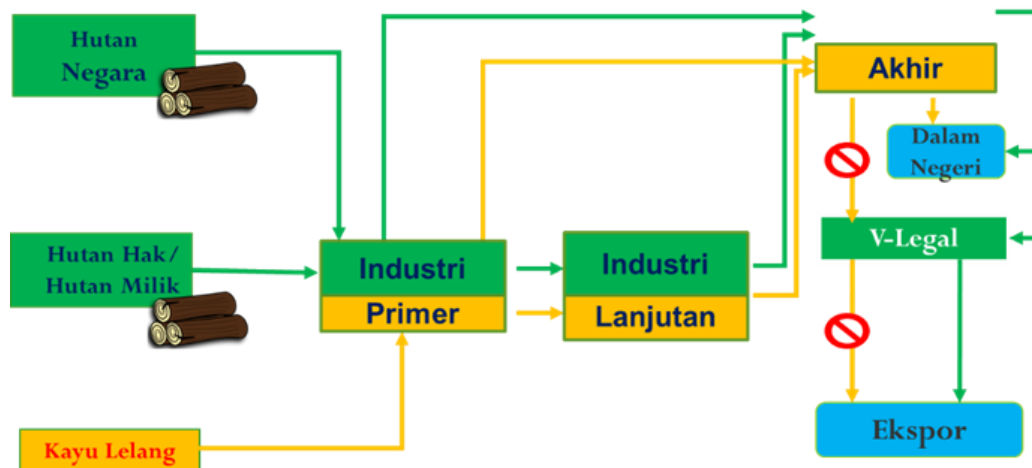 Hutan
Negara
Akhir
Dalam
Negeri
Hutan Hak/
Hutan Milik
Industri
Primer
Industri
Lanjutan
V-Legal
Kayu Lelang
Ekspor